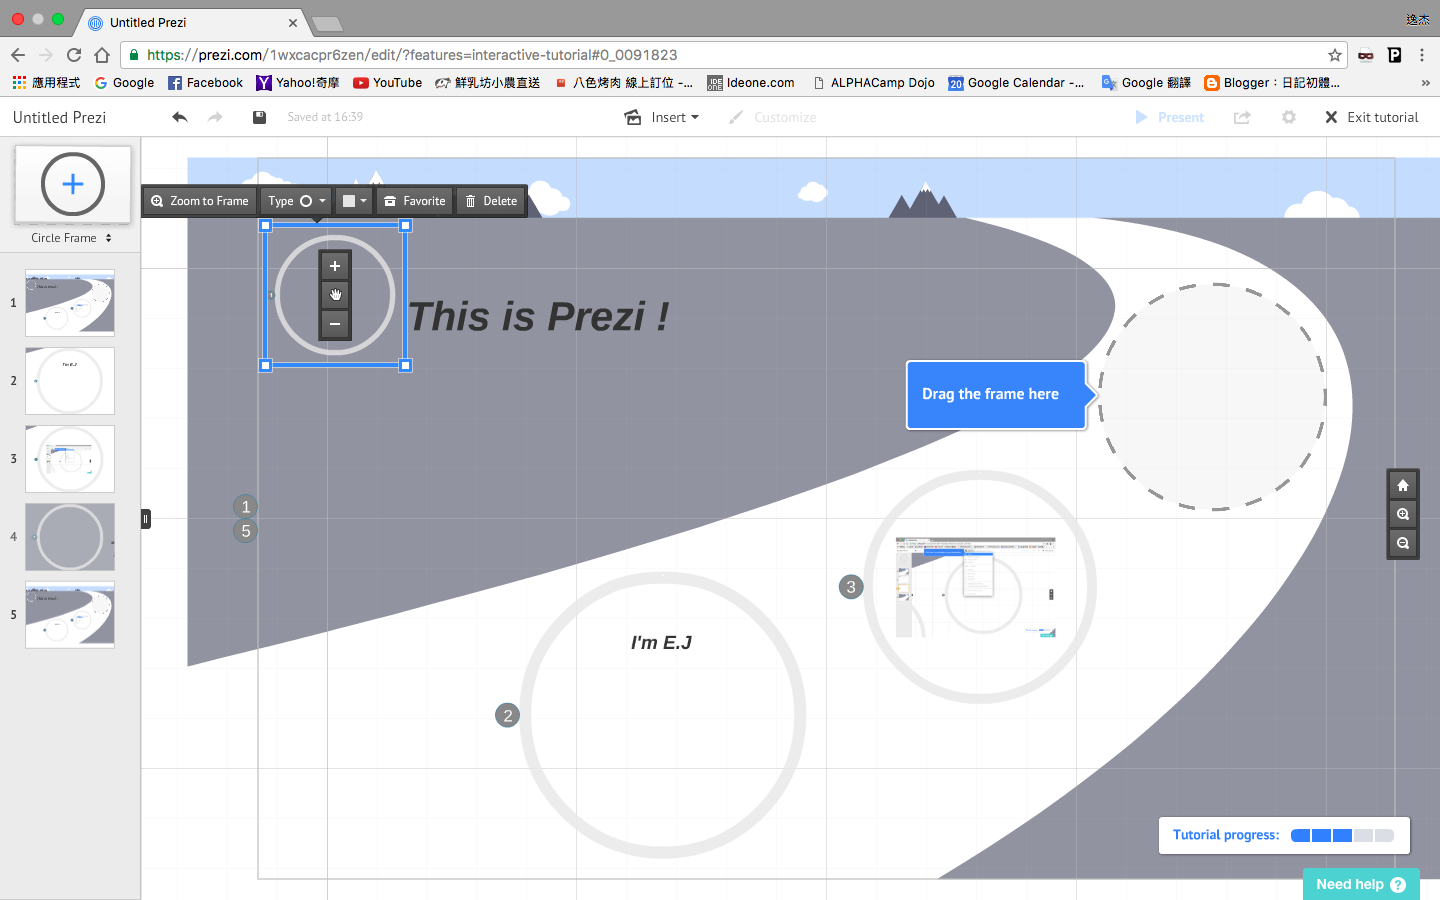 Untitled Prezi
逸杰
https://prezi.com/1wxcacpr6zen/edit/?features=interactive-tutorial#0_0091823
應用程式 Google Facebook Yahoo!奇摩 YouTube 鮮乳坊小農直送 八色烤肉 線上訂位 -... Ideone.com ALPHACamp Dojo Google Calendar -... Google 翻譯 Blogger：日記初體... »
Untitled Prezi Saved at 16:39 Insert Customize Present Exit tutorial
Zoom to Frame Type Favorite Delete
Circle Frame
1
2
I'm E.J
3
4
5
This is Prezi !
Drag the frame here
1
5
3
I'm E.J
2
Tutorial progress:
Need help ?